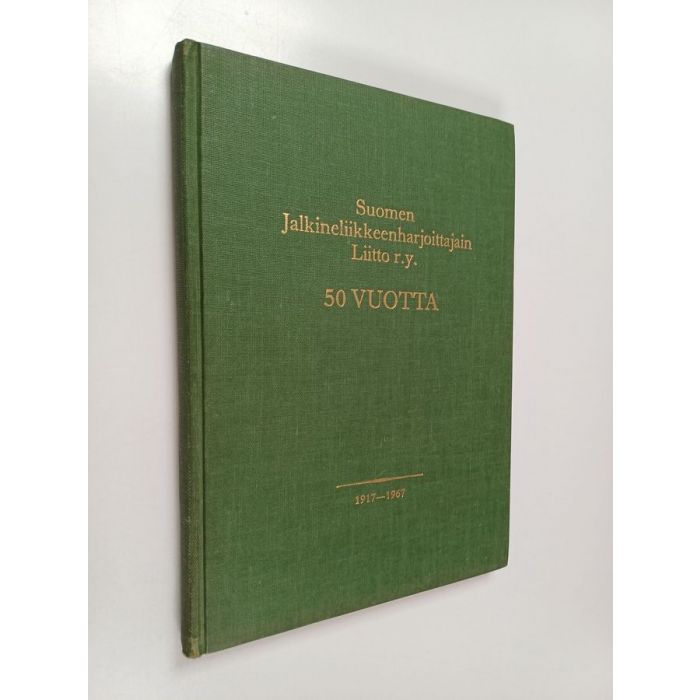 Suomen
Jalkineliikkeenharjoittajain
Liitto r.y.
50 VUOTTA
1917—1967